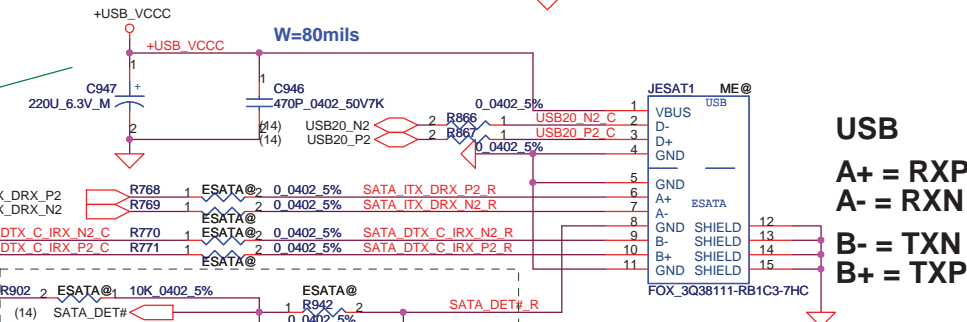 +USB_VCCC
+USB_VCCC
W=80mils
1
1
C947
+
220U_6.3V_M
2
C946
470P_0402_50V7K
2
(14)
(14)
USB20_N2
USB20_P2
2
R866
1
0_0402_5%
USB20_N2_C
2
R867
1
0_0402_5%
USB20_P2_C
JESAT1
ME@
USB
1
VBUS
2
D-
3
D+
4
GND
5
GND
6
A+
7
A-
ESATA
8
GND
9
B-
10
B+
11
GND
SHIELD
12
SHIELD
13
SHIELD
14
SHIELD
15
FOX_3Q38111-RB1C3-7HC
USB
A+ = RXP
A- = RXN
B- = TXN
B+ = TXP
X_DRX_P2
R768
1
ESATA@
2
0_0402_5%
SATA_ITX_DRX_P2_R
X_DRX_N2
R769
1
ESATA@
2
0_0402_5%
SATA_ITX_DRX_N2_R
DTX_C_IRX_N2_C
R770
1
ESATA@
2
0_0402_5%
SATA_DTX_C_IRX_N2_R
DTX_C_IRX_P2_C
R771
1
ESATA@
2
0_0402_5%
SATA_DTX_C_IRX_P2_R
R902
2
ESATA@
1
10K_0402_5%
(14)
SATA_DET#
ESATA@
1
R942
2
0_0402_5%
SATA_DET#_R